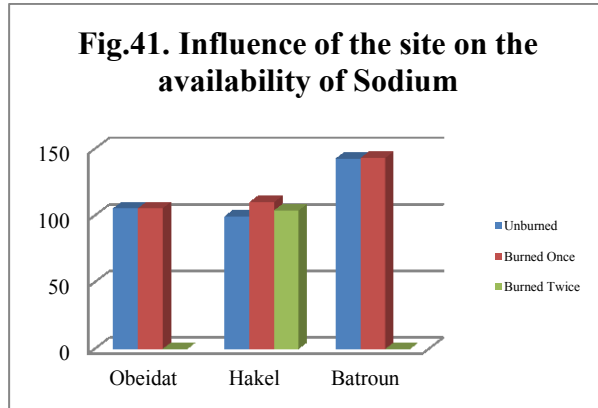 Fig.41. Influence of the site on the
availability of Sodium
150
100
50
0
Obeidat Hakel Batroun
Unburned
Burned Once
Burned Twice